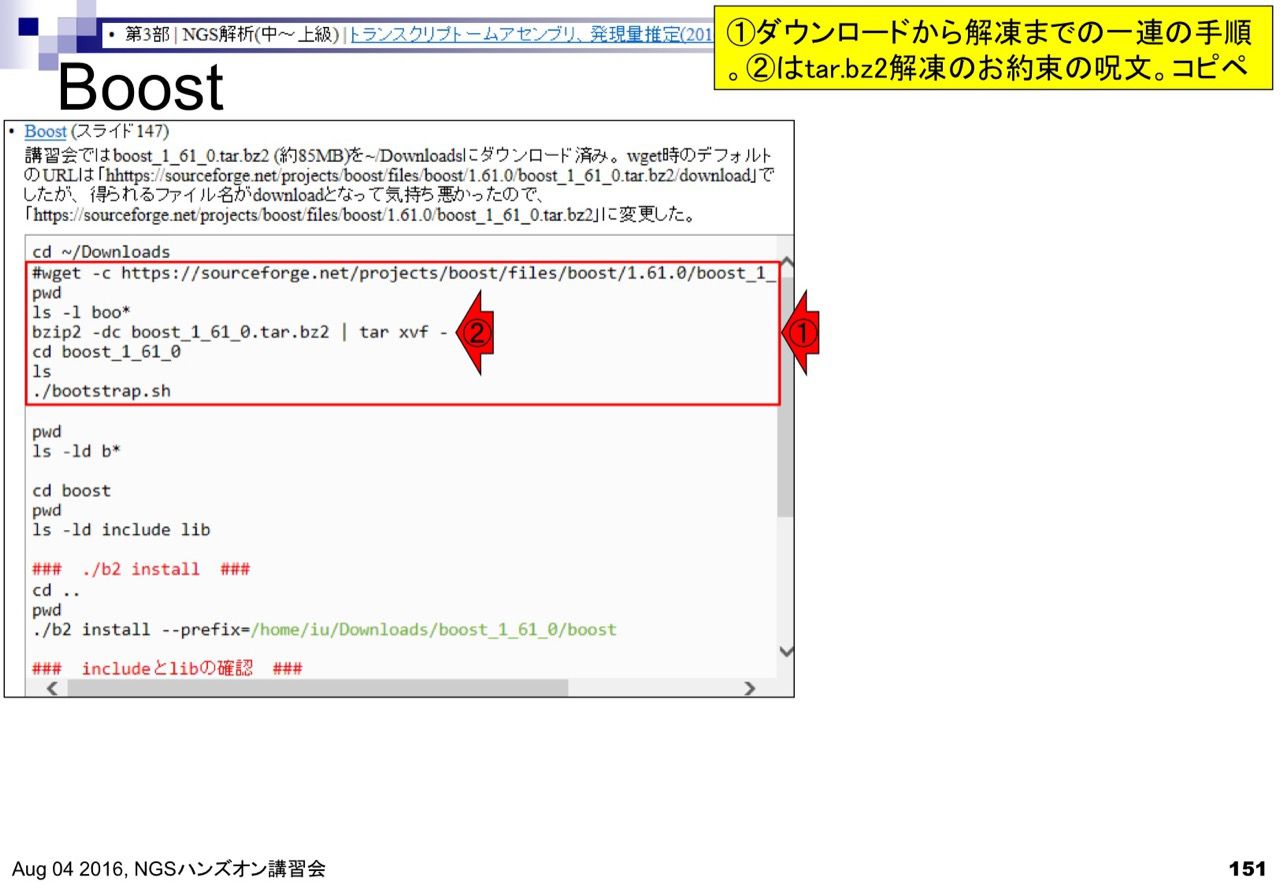 • 第3部 | NGS解析(中～上級) | トランスクリプトームアセンブリ、発現量推定(201
①ダウンロードから解凍までの一連の手順
。②はtar.bz2解凍のお約束の呪文。コピペ
Boost
• Boost (スライド147)
講習会ではboost_1_61_0.tar.bz2 (約85MB)を~/Downloadsにダウンロード済み。wget時のデフォルト
のURLは「hhttps://sourceforge.net/projects/boost/files/boost/1.61.0/boost_1_61_0.tar.bz2/download」で
したが、得られるファイル名がdownloadとなって気持ち悪かったので、
「https://sourceforge.net/projects/boost/files/boost/1.61.0/boost_1_61_0.tar.bz2」に変更した。
cd ~/Downloads
#wget -c https://sourceforge.net/projects/boost/files/boost/1.61.0/boost_1_
pwd
ls -l boo*
bzip2 -dc boost_1_61_0.tar.bz2 | tar xvf -
②
①
cd boost_1_61_0
ls
./bootstrap.sh
pwd
ls -ld b*
cd boost
pwd
ls -ld include lib
### ./b2 install ###
cd ..
pwd
./b2 install --prefix=/home/iu/Downloads/boost_1_61_0/boost
### includeとlibの確認 ###
Aug 04 2016, NGSハンズオン講習会
151